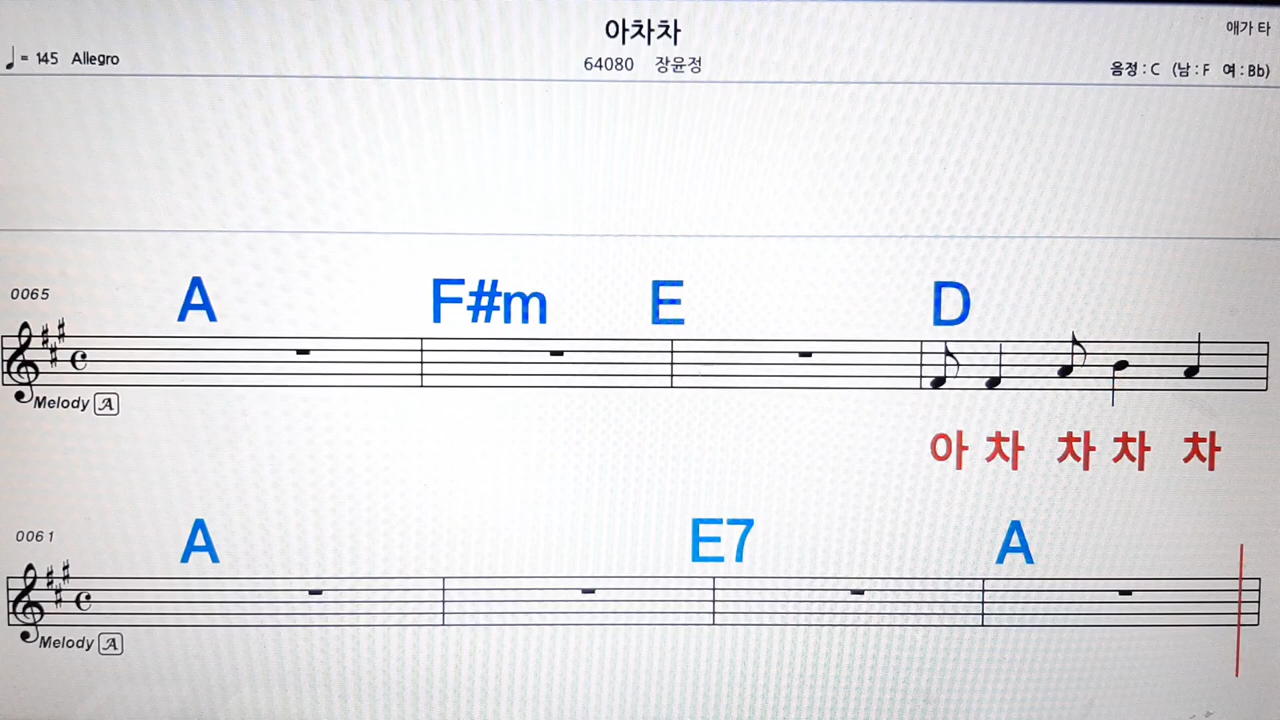 아차차
애가 타
♩= 145 Allegro
64080 장윤정
음정 : C (남 : F 여 : Bb)
0065
A F#m E D
Melody A
아 차 차 차 차
0061
A E7 A
Melody A